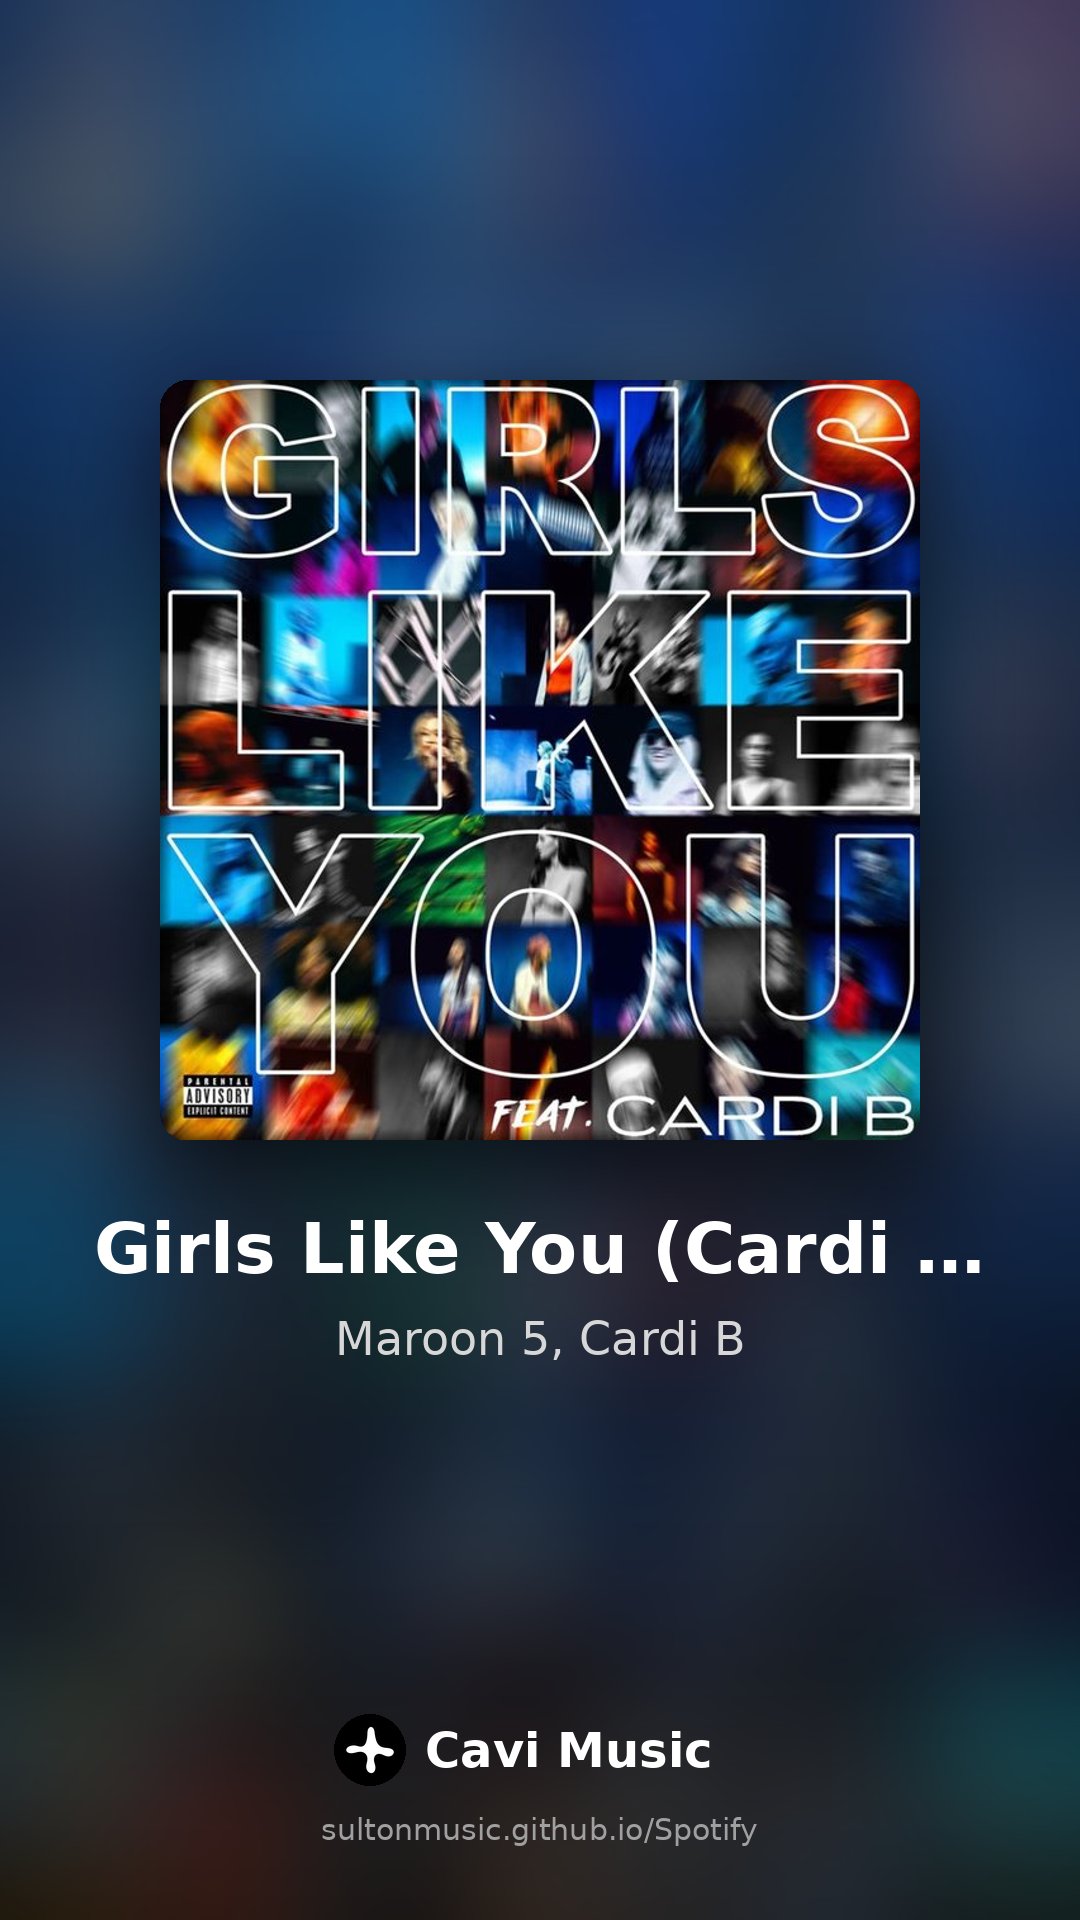 GIRLS
LIKE
YOU
PARENTAL
ADVISORY
EXPLICIT CONTENT
FEAT. CARDI B
Girls Like You (Cardi ...
Maroon 5, Cardi B
Cavi Music
sultonmusic.github.io/Spotify